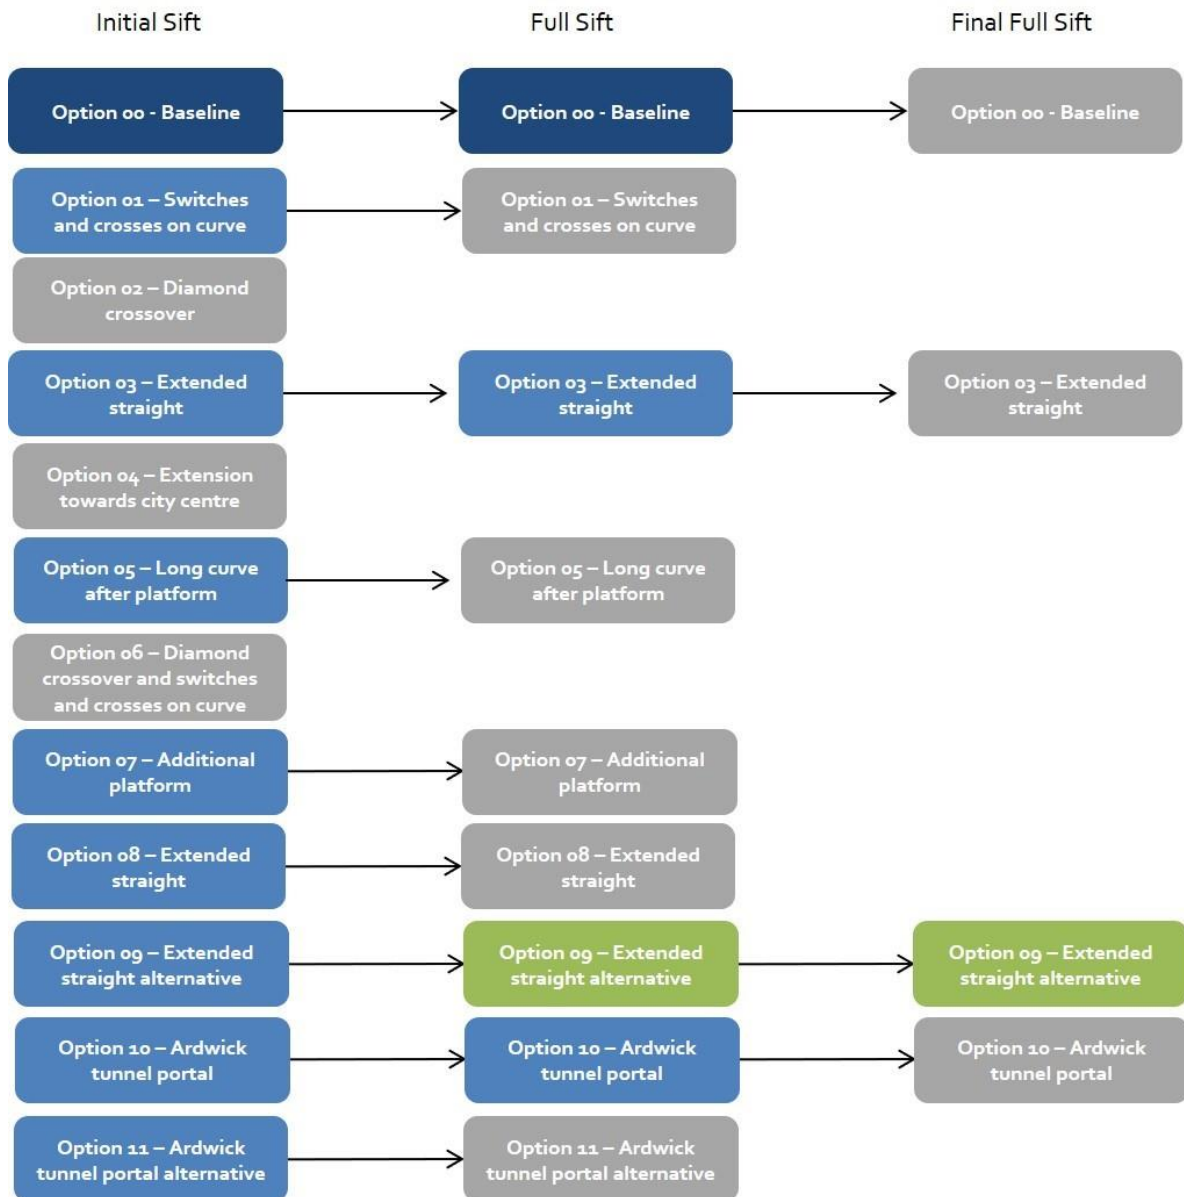 Initial Sift
Full Sift
Final Full Sift
Option 00 - Baseline
Option 00 - Baseline
Option 00 - Baseline
Option 01 – Switches
and crosses on curve
Option 01 – Switches
and crosses on curve
Option 02 – Diamond
crossover
Option 03 – Extended
straight
Option 03 – Extended
straight
Option 03 – Extended
straight
Option 04 – Extension
towards city centre
Option 05 – Long curve
after platform
Option 05 – Long curve
after platform
Option 06 – Diamond
crossover and switches
and crosses on curve
Option 07 – Additional
platform
Option 07 – Additional
platform
Option 08 – Extended
straight
Option 08 – Extended
straight
Option 09 – Extended
straight alternative
Option 09 – Extended
straight alternative
Option 09 – Extended
straight alternative
Option 10 – Ardwick
tunnel portal
Option 10 – Ardwick
tunnel portal
Option 10 – Ardwick
tunnel portal
Option 11 – Ardwick
tunnel portal alternative
Option 11 – Ardwick
tunnel portal alternative